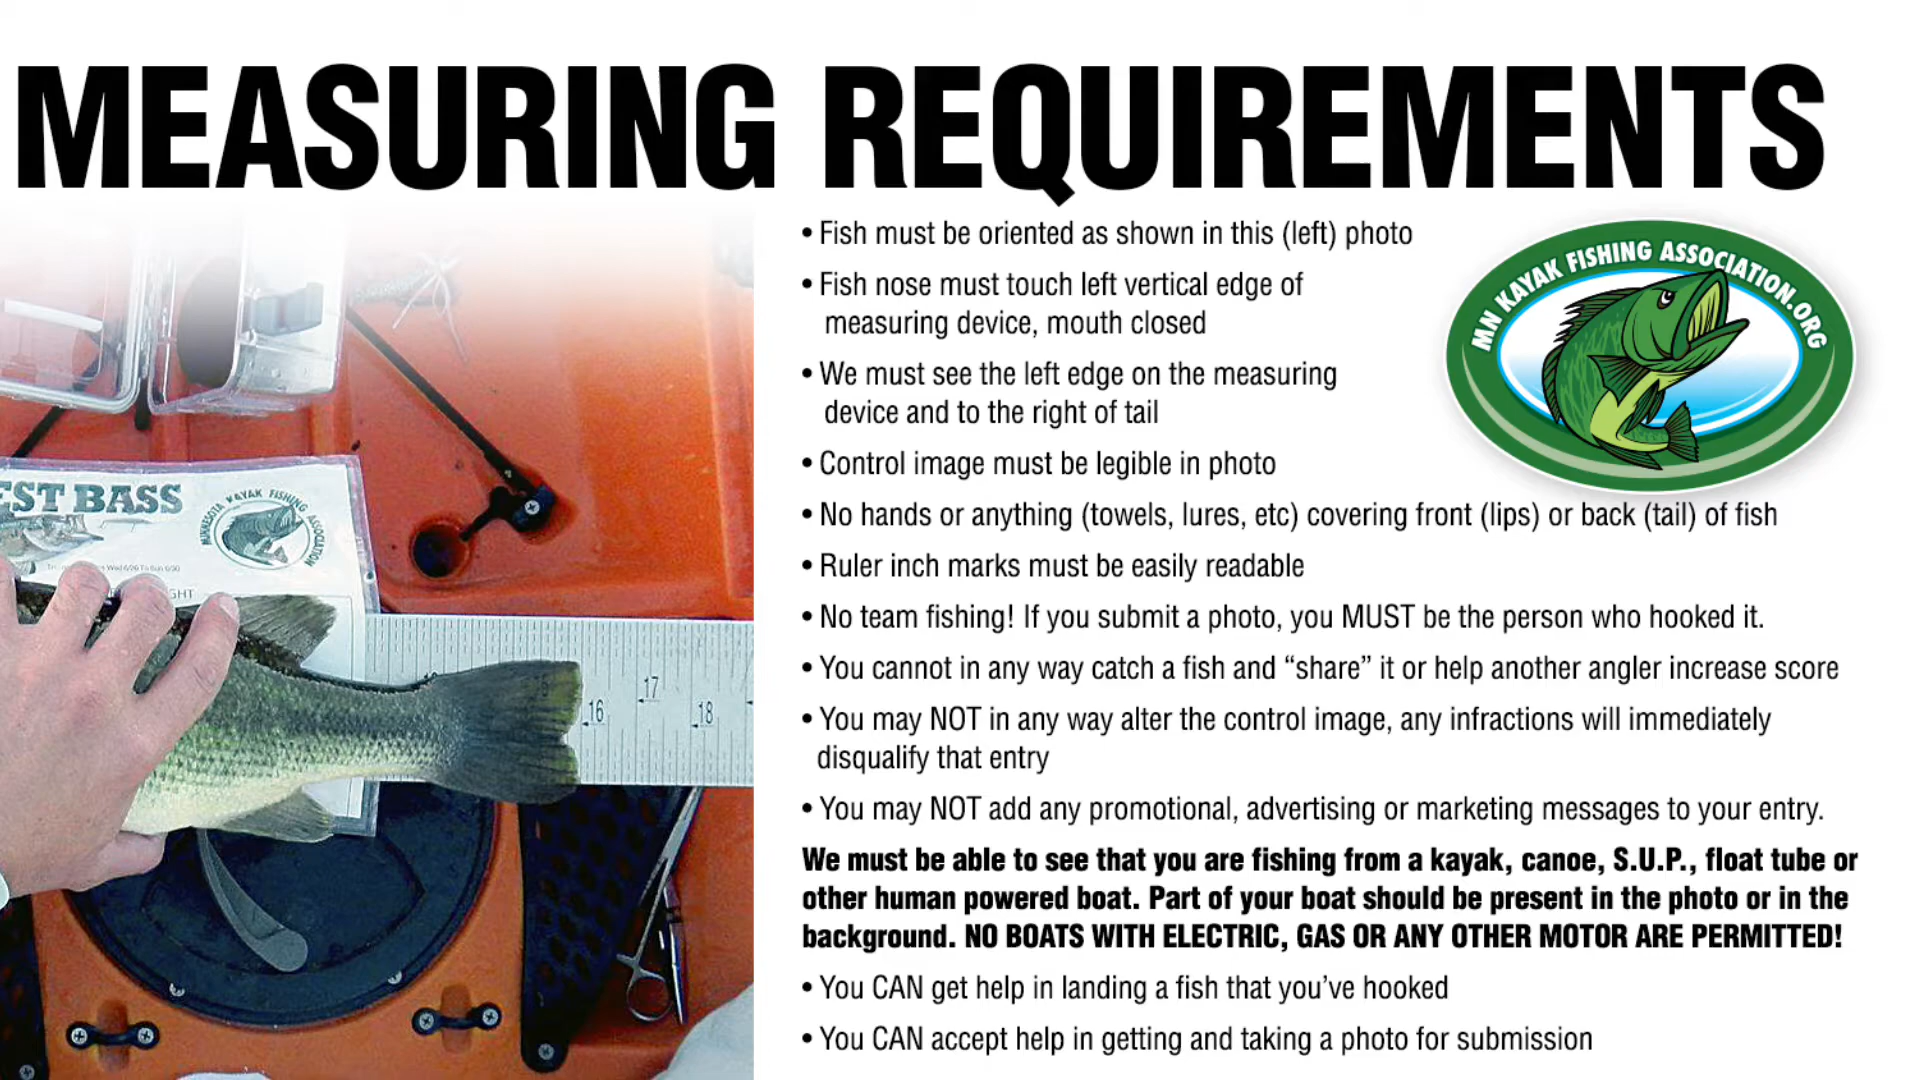 MEASURING REQUIREMENTS
• Fish must be oriented as shown in this (left) photo
• Fish nose must touch left vertical edge of
measuring device, mouth closed
• We must see the left edge on the measuring
device and to the right of tail
• Control image must be legible in photo
• No hands or anything (towels, lures, etc) covering front (lips) or back (tail) of fish
• Ruler inch marks must be easily readable
• No team fishing! If you submit a photo, you MUST be the person who hooked it.
• You cannot in any way catch a fish and “share” it or help another angler increase score
• You may NOT in any way alter the control image, any infractions will immediately
disqualify that entry
• You may NOT add any promotional, advertising or marketing messages to your entry.
We must be able to see that you are fishing from a kayak, canoe, S.U.P., float tube or
other human powered boat. Part of your boat should be present in the photo or in the
background. NO BOATS WITH ELECTRIC, GAS OR ANY OTHER MOTOR ARE PERMITTED!
• You CAN get help in landing a fish that you’ve hooked
• You CAN accept help in getting and taking a photo for submission
MN KAYAK FISHING ASSOCIATION.ORG
EST BASS
MINNESOTA KAYAK FISHING ASSOCIATION
GHT
16
17
18